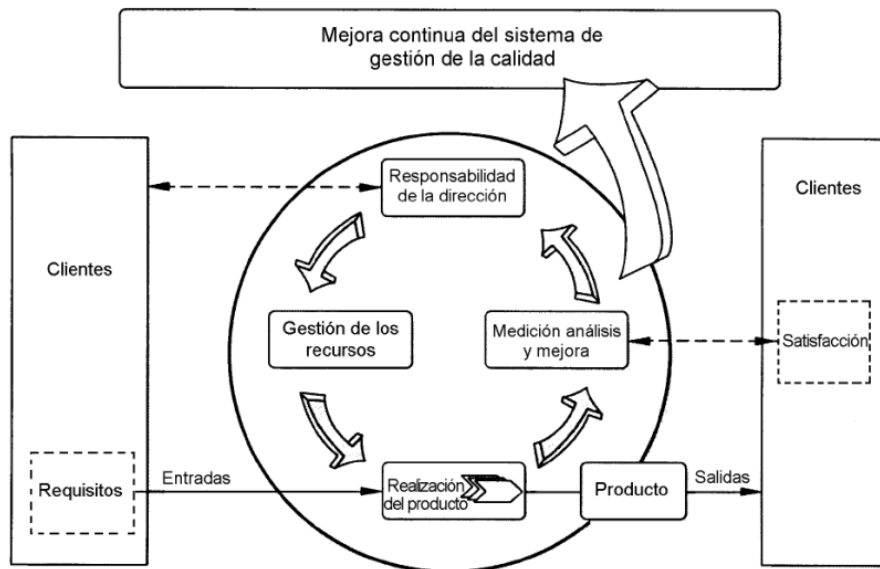 Mejora continua del sistema de
gestión de la calidad
Responsabilidad
de la dirección
Clientes
Clientes
Gestión de los
recursos
Medición análisis
y mejora
Satisfacción
Requisitos
Entradas
Realización
del producto
Producto
Salidas